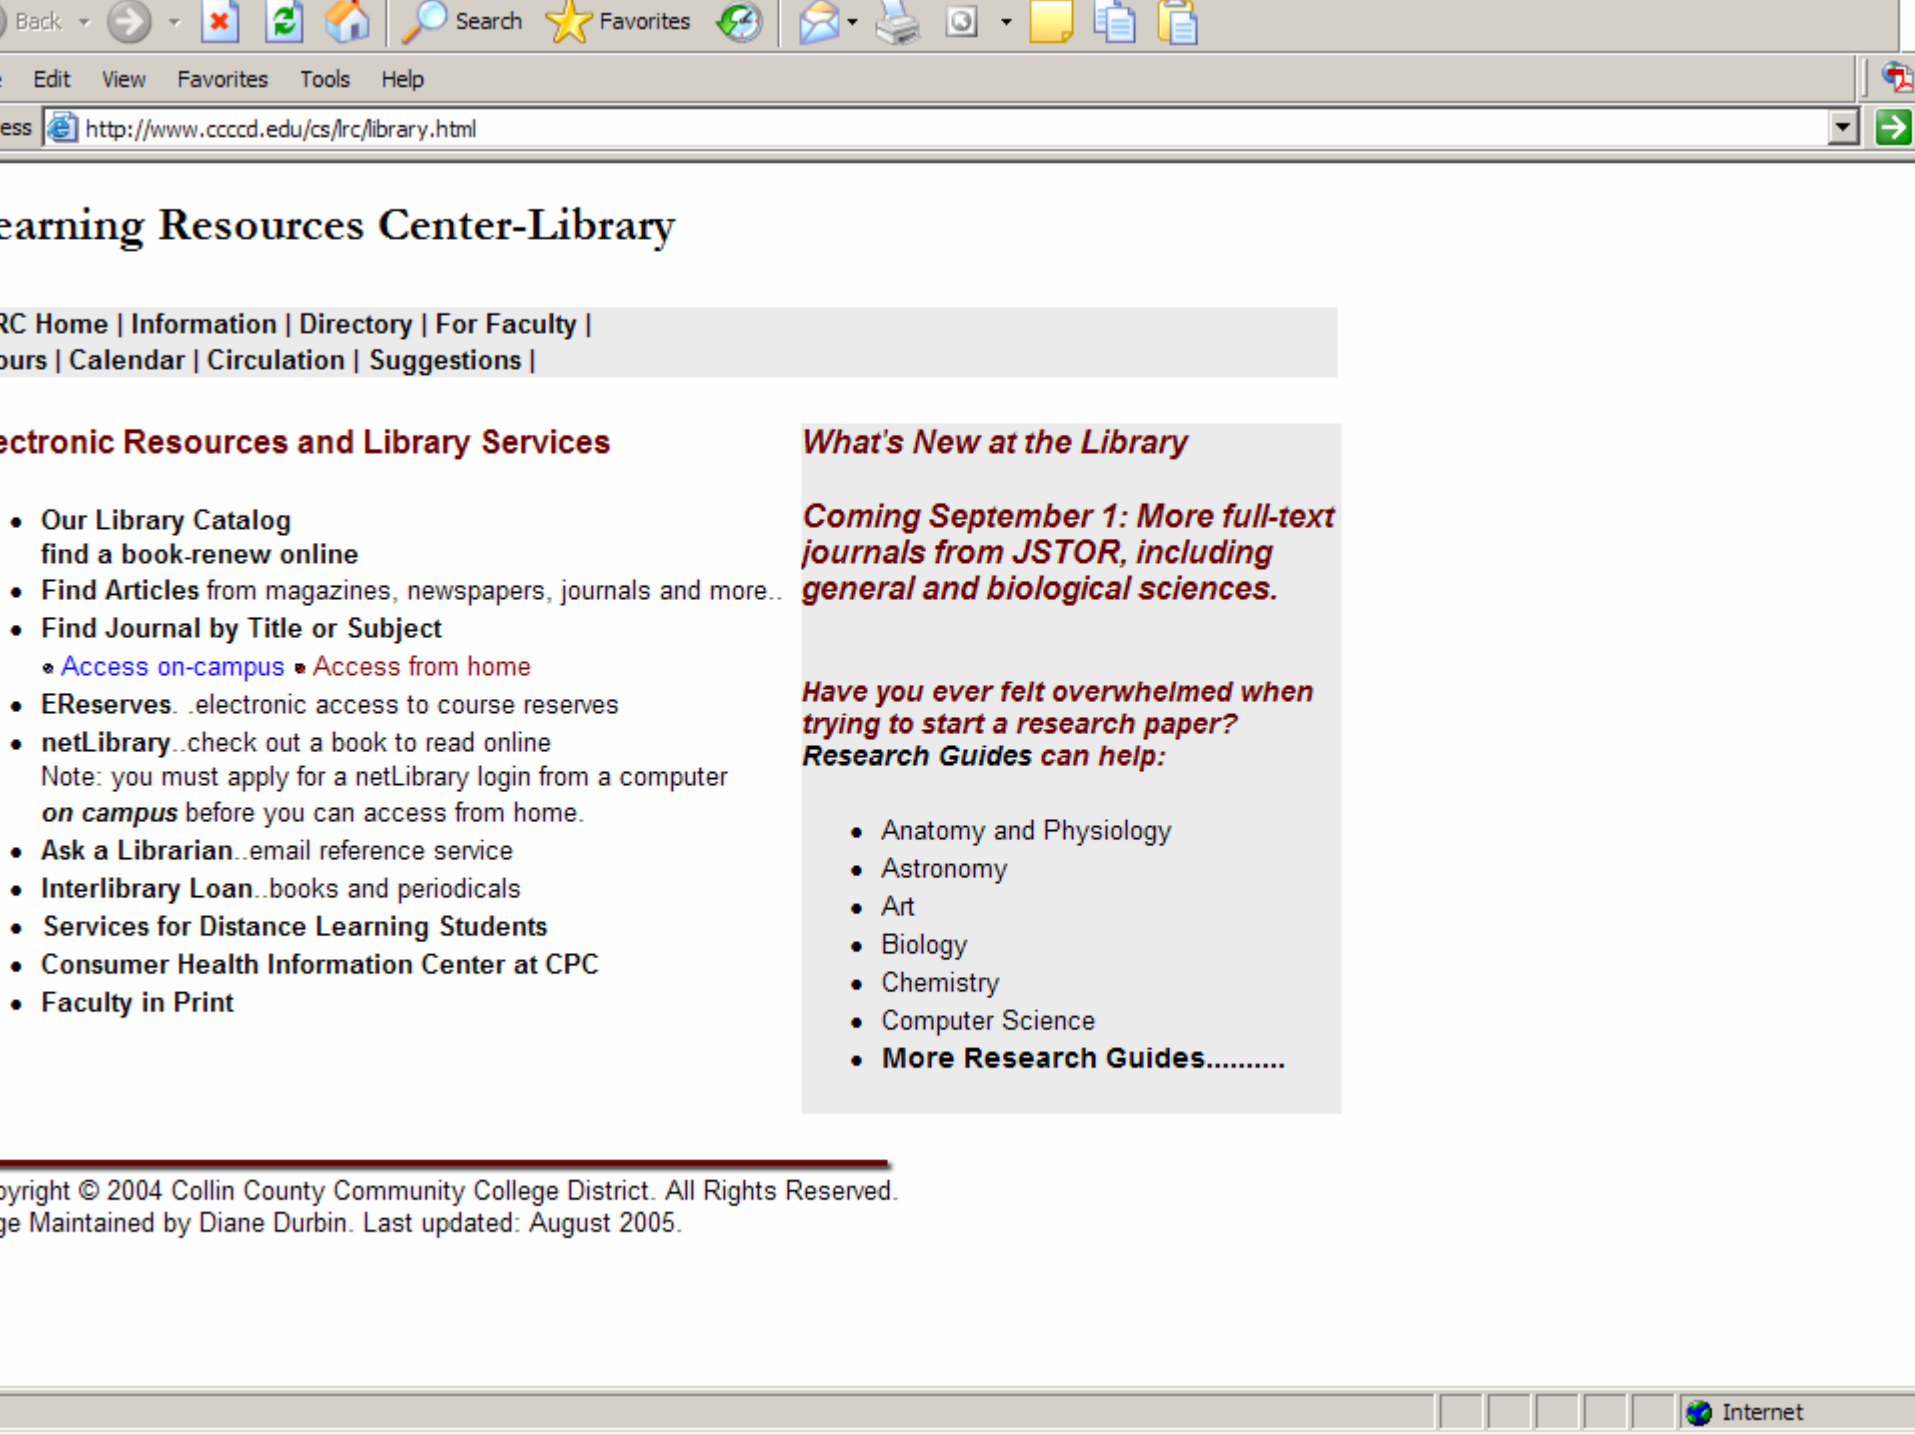 Back Search Favorites
Edit View Favorites Tools Help
ess http://www.ccccd.edu/cs/lrc/library.html
earning Resources Center-Library
RC Home | Information | Directory | For Faculty |
ours | Calendar | Circulation | Suggestions |
ectronic Resources and Library Services
• Our Library Catalog
find a book-renew online
• Find Articles from magazines, newspapers, journals and more..
• Find Journal by Title or Subject
• Access on-campus • Access from home
• EReserves. .electronic access to course reserves
• netLibrary..check out a book to read online
Note: you must apply for a netLibrary login from a computer
on campus before you can access from home.
• Ask a Librarian..email reference service
• Interlibrary Loan..books and periodicals
• Services for Distance Learning Students
• Consumer Health Information Center at CPC
• Faculty in Print
What's New at the Library
Coming September 1: More full-text
journals from JSTOR, including
general and biological sciences.
Have you ever felt overwhelmed when
trying to start a research paper?
Research Guides can help:
• Anatomy and Physiology
• Astronomy
• Art
• Biology
• Chemistry
• Computer Science
• More Research Guides..........
pyright © 2004 Collin County Community College District. All Rights Reserved.
ge Maintained by Diane Durbin. Last updated: August 2005.
Internet